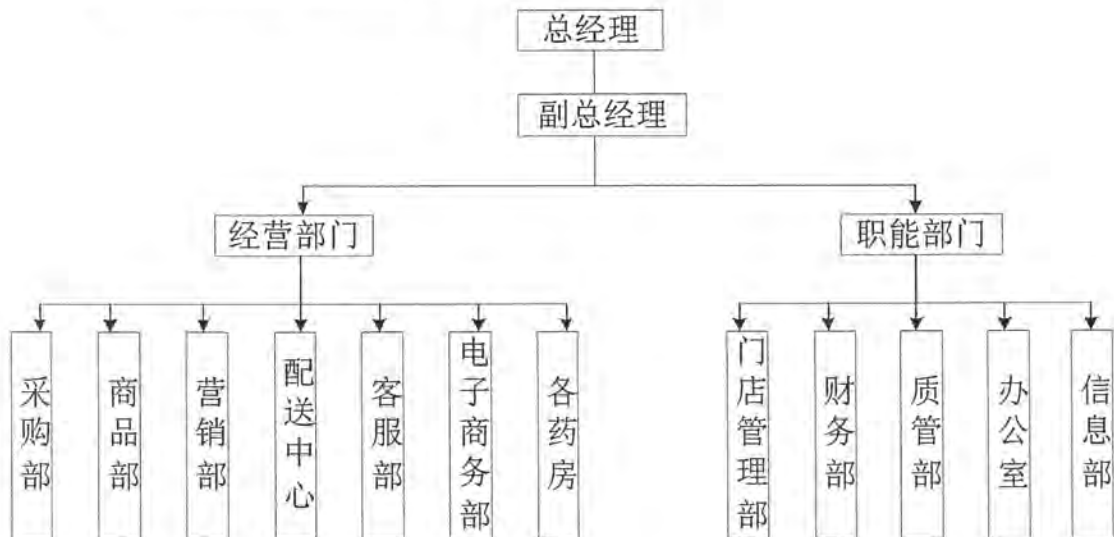 总经理
副总经理
经营部门
职能部门
采购部
商品部
营销部
配送中心
客服部
电子商务部
各药房
门店管理部
财务部
质管部
办公室
信息部